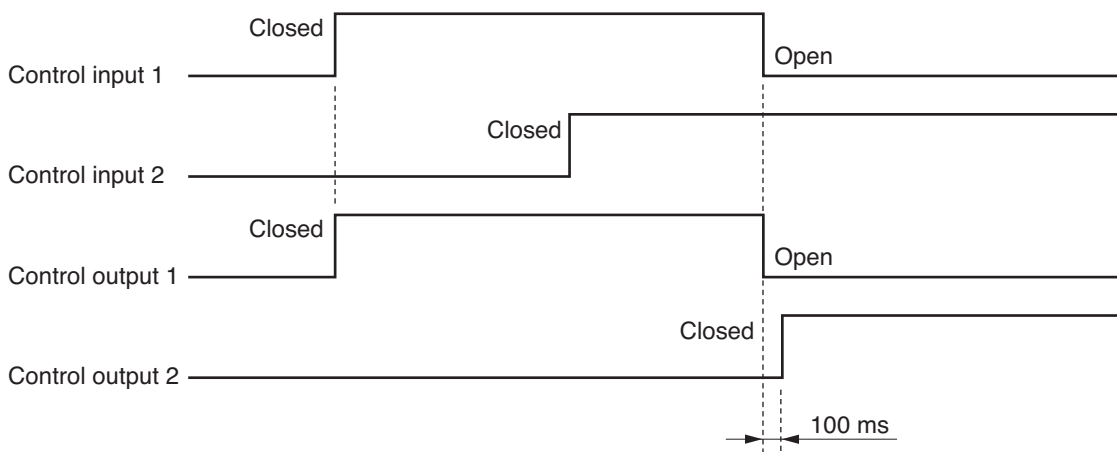 Closed
Open
Control input 1
Closed
Control input 2
Closed
Open
Control output 1
Closed
Control output 2
100 ms